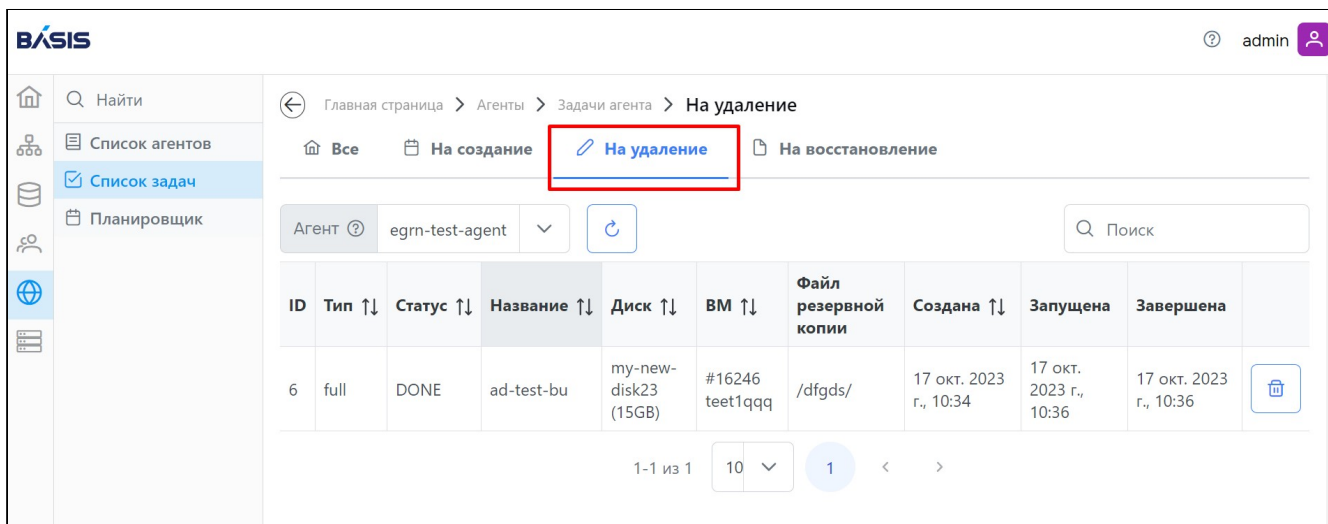 BASIS
admin
Найти
Список агентов
Список задач
Планировщик
Главная страница > Агенты > Задачи агента > На удаление
Все На создание На удаление На восстановление
Агент egrn-test-agent Поиск
ID Тип Статус Название Диск ВМ Файл резервной копии Создана Запущена Завершена
6 full DONE ad-test-bu my-new-disk23 (15GB) #16246 teet1qqq /dfgds/ 17 окт. 2023 г., 10:34 17 окт. 2023 г., 10:36 17 окт. 2023 г., 10:36
1-1 из 1 10 1 < >